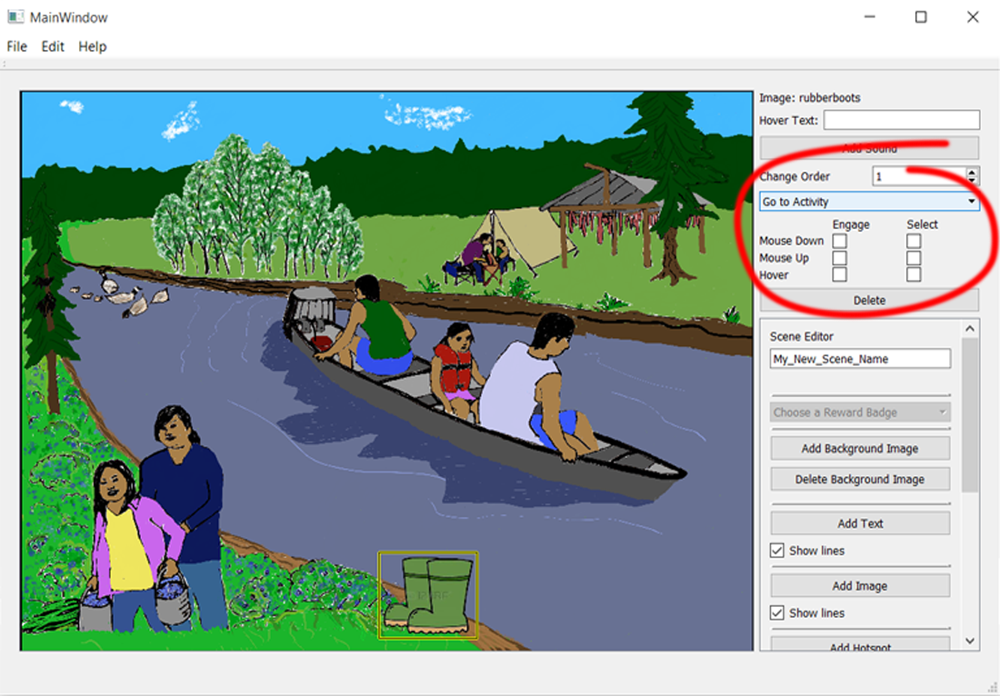 MainWindow
File Edit Help
Image: rubberboots
Hover Text:
Add Sound
Change Order 1
Go to Activity
Engage Select
Mouse Down
Mouse Up
Hover
Delete
Scene Editor
My_New_Scene_Name
Choose a Reward Badge
Add Background Image
Delete Background Image
Add Text
Show lines
Add Image
Show lines
Add Hotspot